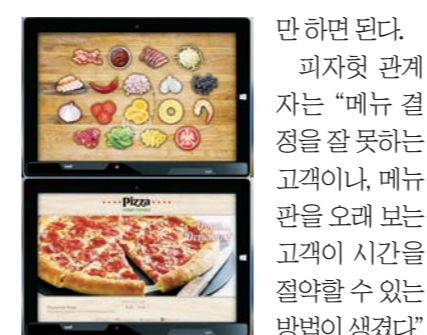 만 하면 된다.
피자헛 관계
자는 “메뉴 결
정을 잘 못하는
고객이나, 메뉴
판을 오래 보는
고객이 시간을
절약할 수 있는
방법이 생겼다”
Pizza